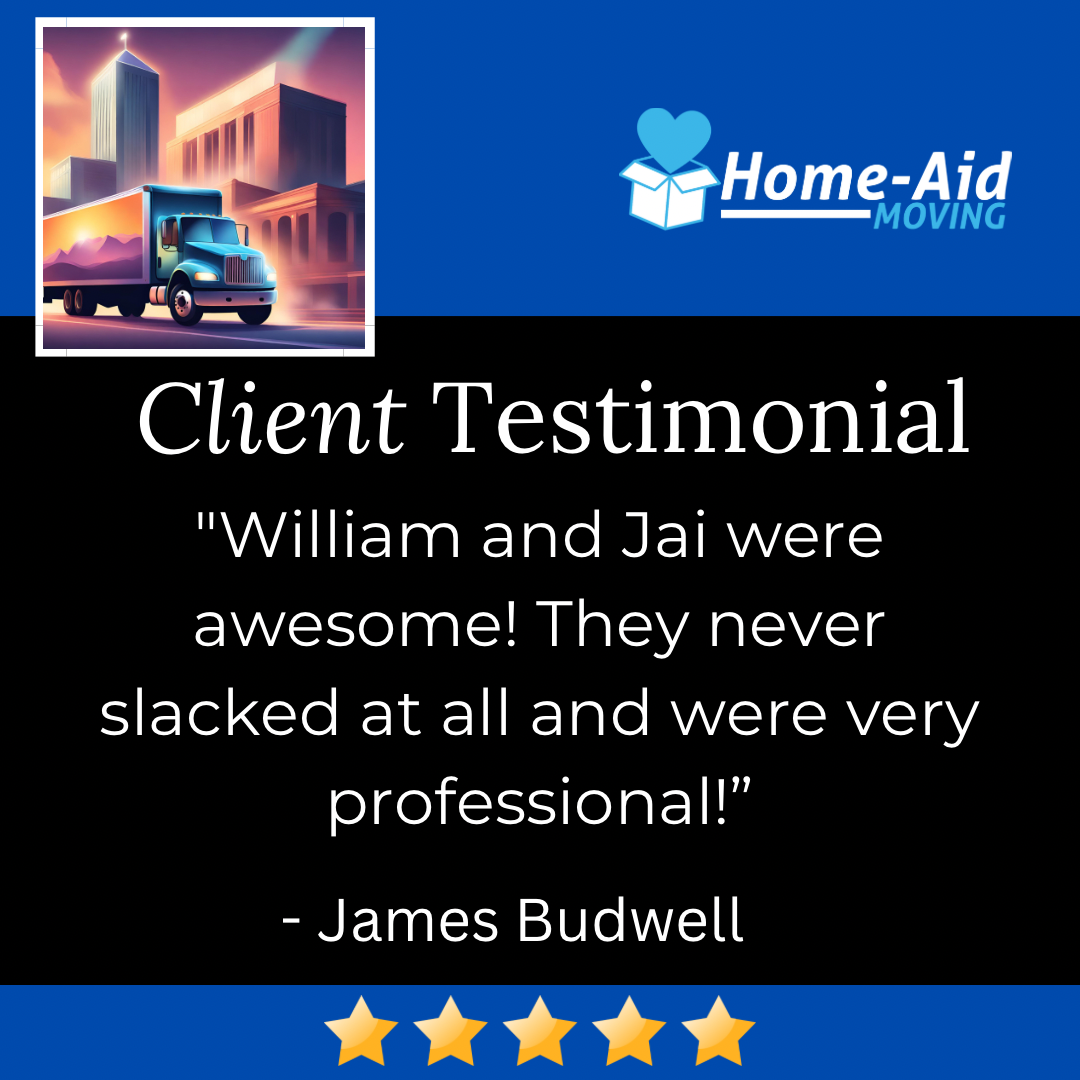 Home-Aid
MOVING
Client Testimonial
"William and Jai were
awesome! They never
slacked at all and were very
professional!”
- James Budwell